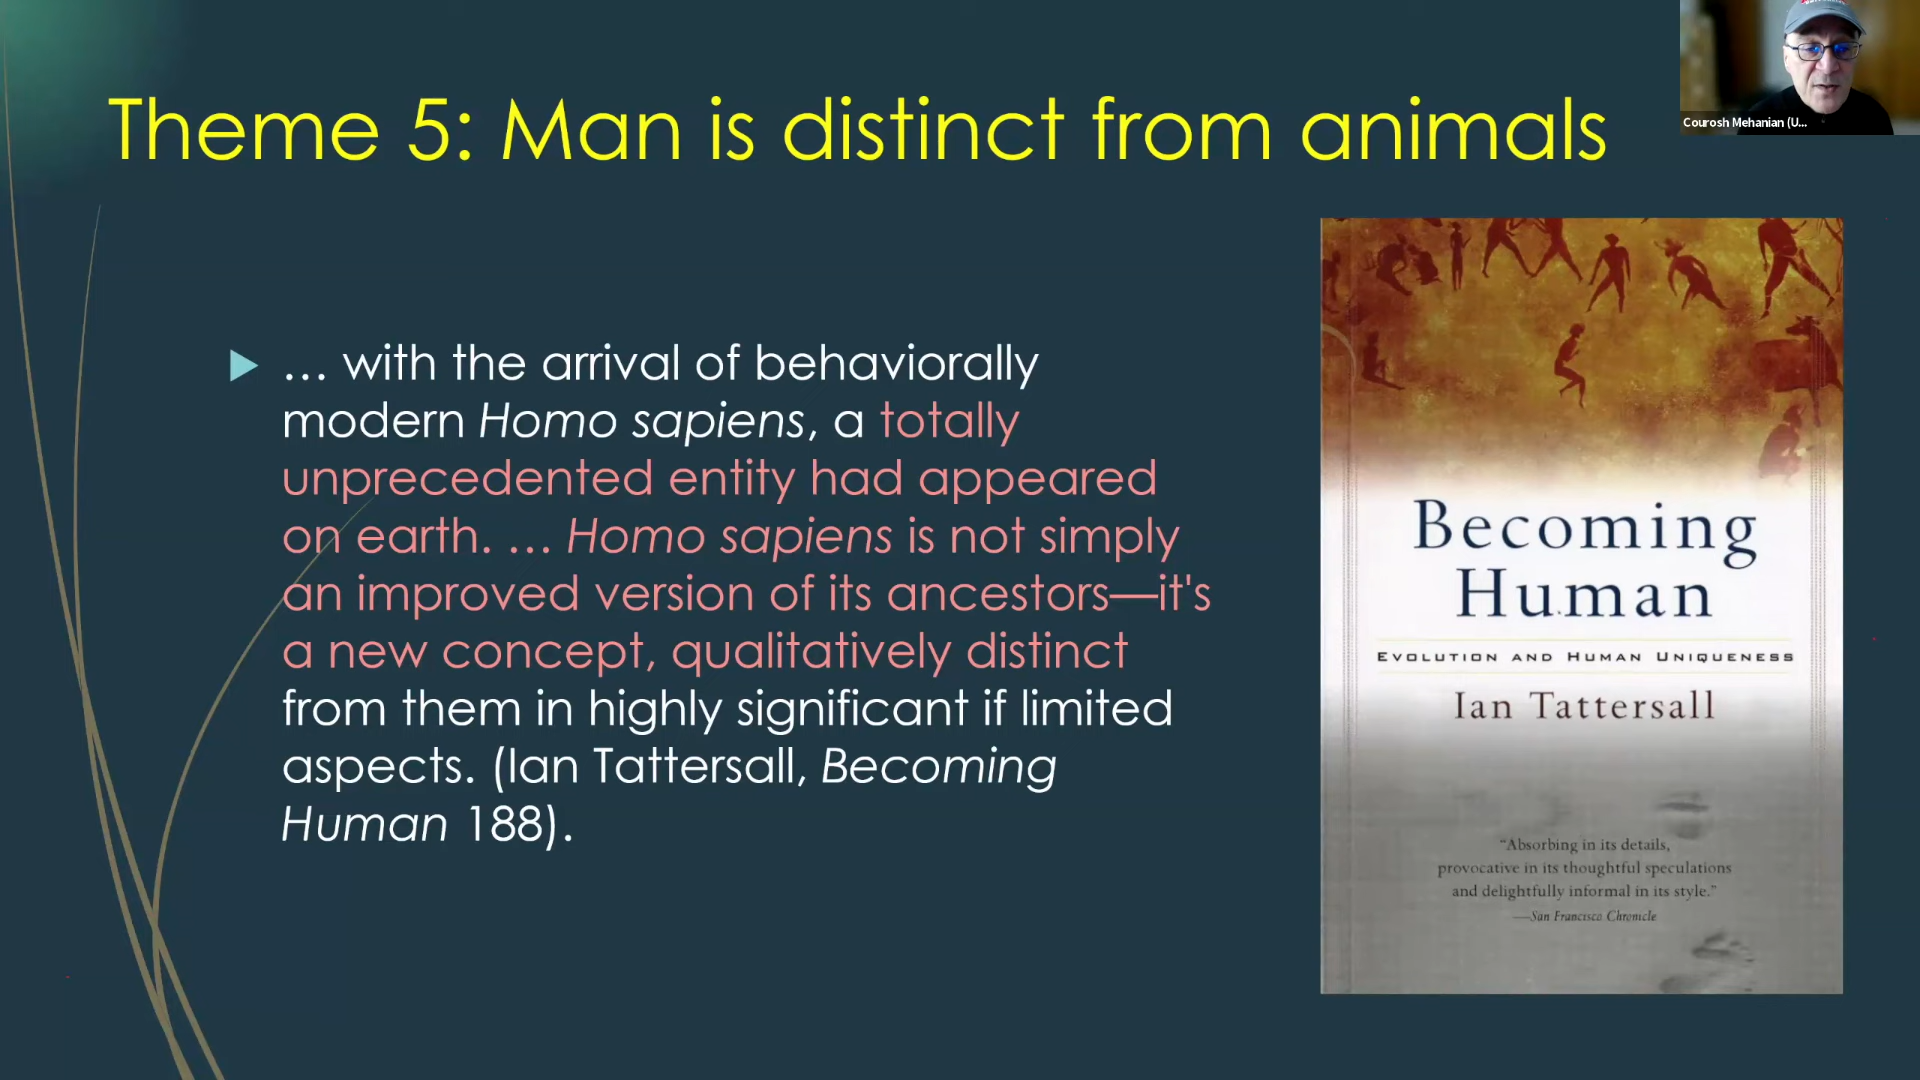 Theme 5: Man is distinct from animals
Courosh Mehanian (U...
… with the arrival of behaviorally
modern Homo sapiens, a totally
unprecedented entity had appeared
on earth. … Homo sapiens is not simply
an improved version of its ancestors—it's
a new concept, qualitatively distinct
from them in highly significant if limited
aspects. (Ian Tattersall, Becoming
Human 188).
Becoming
Human
Evolution and Human Uniqueness
Ian Tattersall
"Absorbing in its details,
provocative in its thoughtful speculations
and delightfully informal in its style."
—San Francisco Chronicle